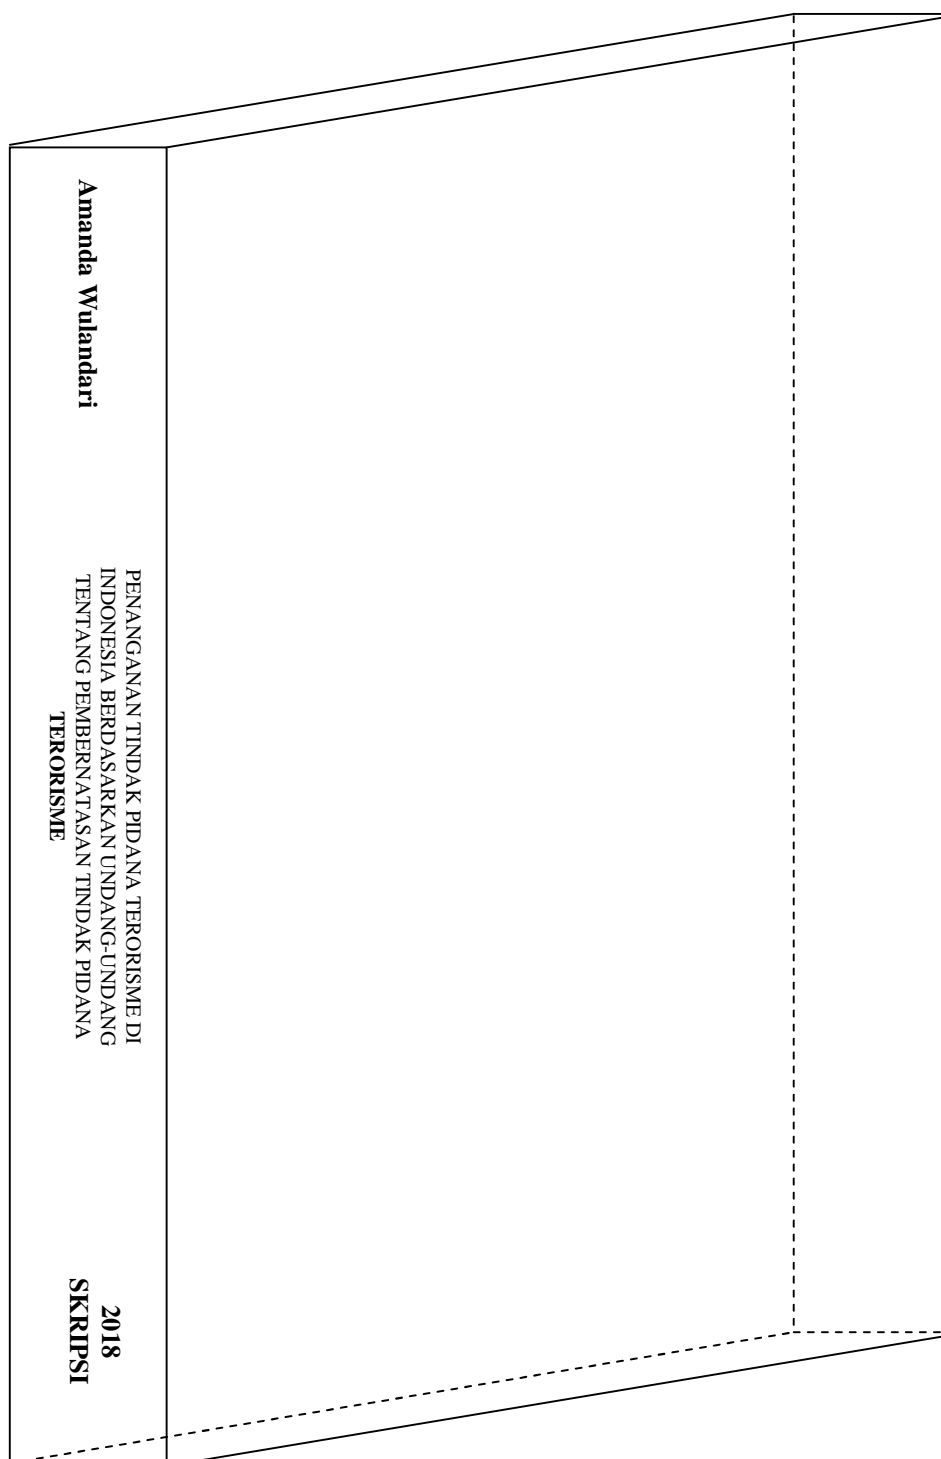 Amanda Wulandari
PENANGANAN TINDAK PIDANA TERORISME DI
INDONESIA BERDASARKAN UNDANG-UNDANG
TENTANG PEMBERNATASAN TINDAK PIDANA
TERORISME
2018
SKRIPSI